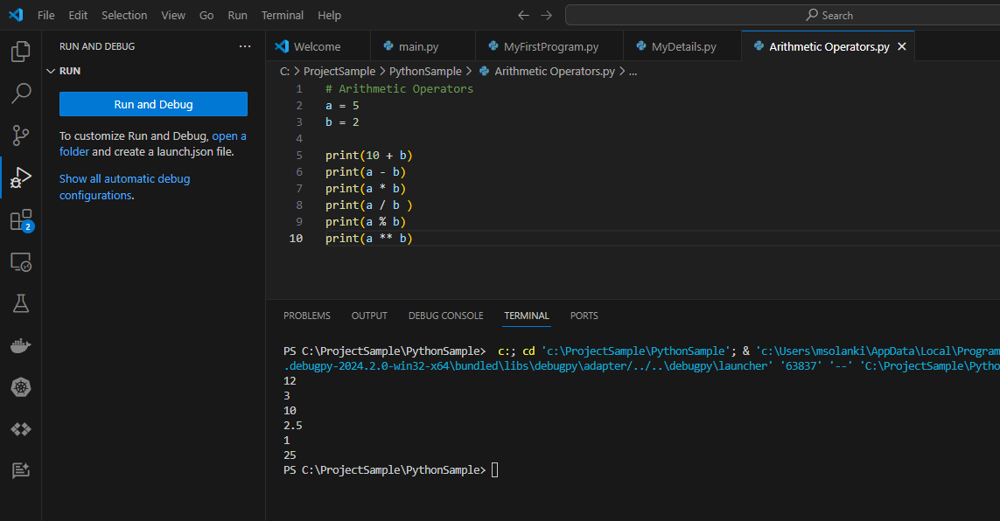 File Edit Selection View Go Run Terminal Help
Search
RUN AND DEBUG ...
RUN
Run and Debug
To customize Run and Debug, open a
folder and create a launch.json file.
Show all automatic debug
configurations.
2
Welcome main.py MyFirstProgram.py MyDetails.py Arithmetic Operators.py
C: > ProjectSample > PythonSample > Arithmetic Operators.py > ...
1 # Arithmetic Operators
2 a = 5
3 b = 2
4
5 print(10 + b)
6 print(a - b)
7 print(a * b)
8 print(a / b )
9 print(a % b)
10 print(a ** b)
PROBLEMS OUTPUT DEBUG CONSOLE TERMINAL PORTS
PS C:\ProjectSample\PythonSample>  c:; cd 'c:\ProjectSample\PythonSample'; & 'c:\Users\msolanki\AppData\Local\Program
.debugpy-2024.2.0-win32-x64\bundled\libs\debugpy\adapter/../..\debugpy\launcher' '63837' '--' 'C:\ProjectSample\Pytho
12
3
10
2.5
1
25
PS C:\ProjectSample\PythonSample>